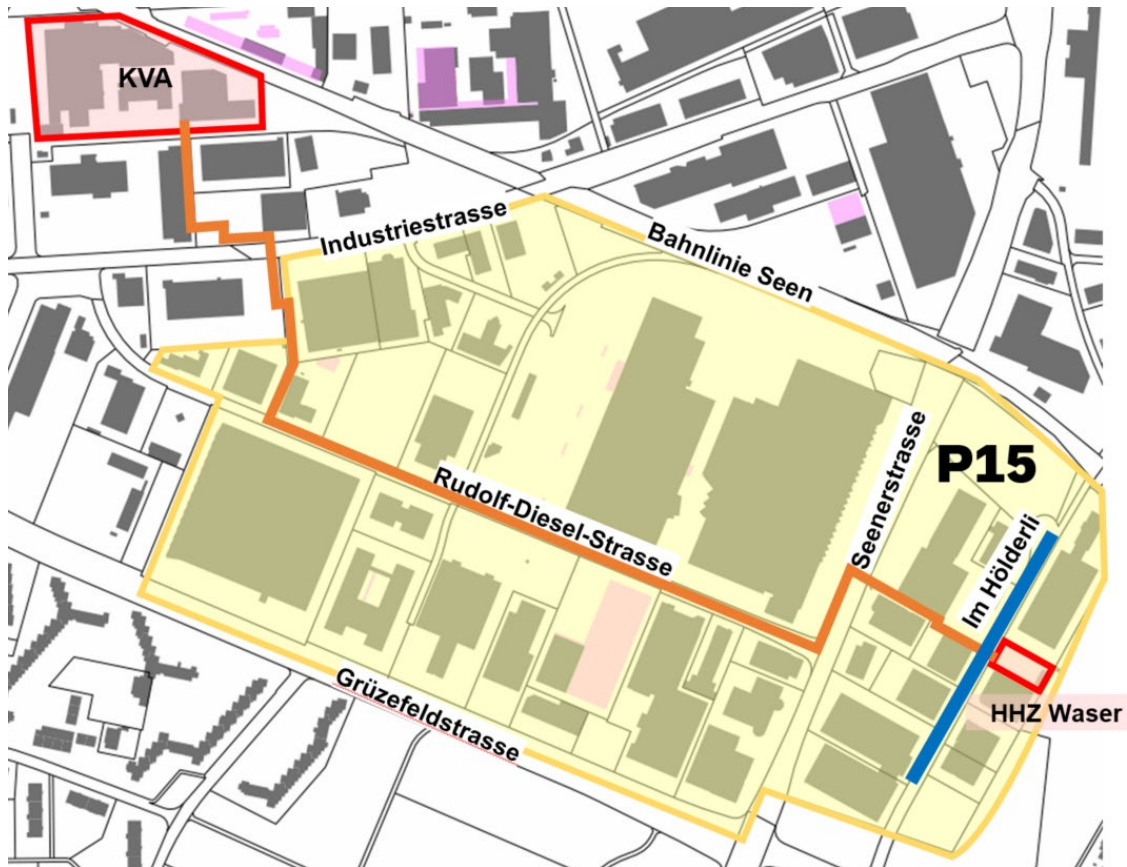 KVA
Industriestrasse
Bahnlinie Seen
Seenerstrasse
P15
Rudolf-Diesel-Strasse
Im Hölderli
Grüzefeldstrasse
HHZ Waser